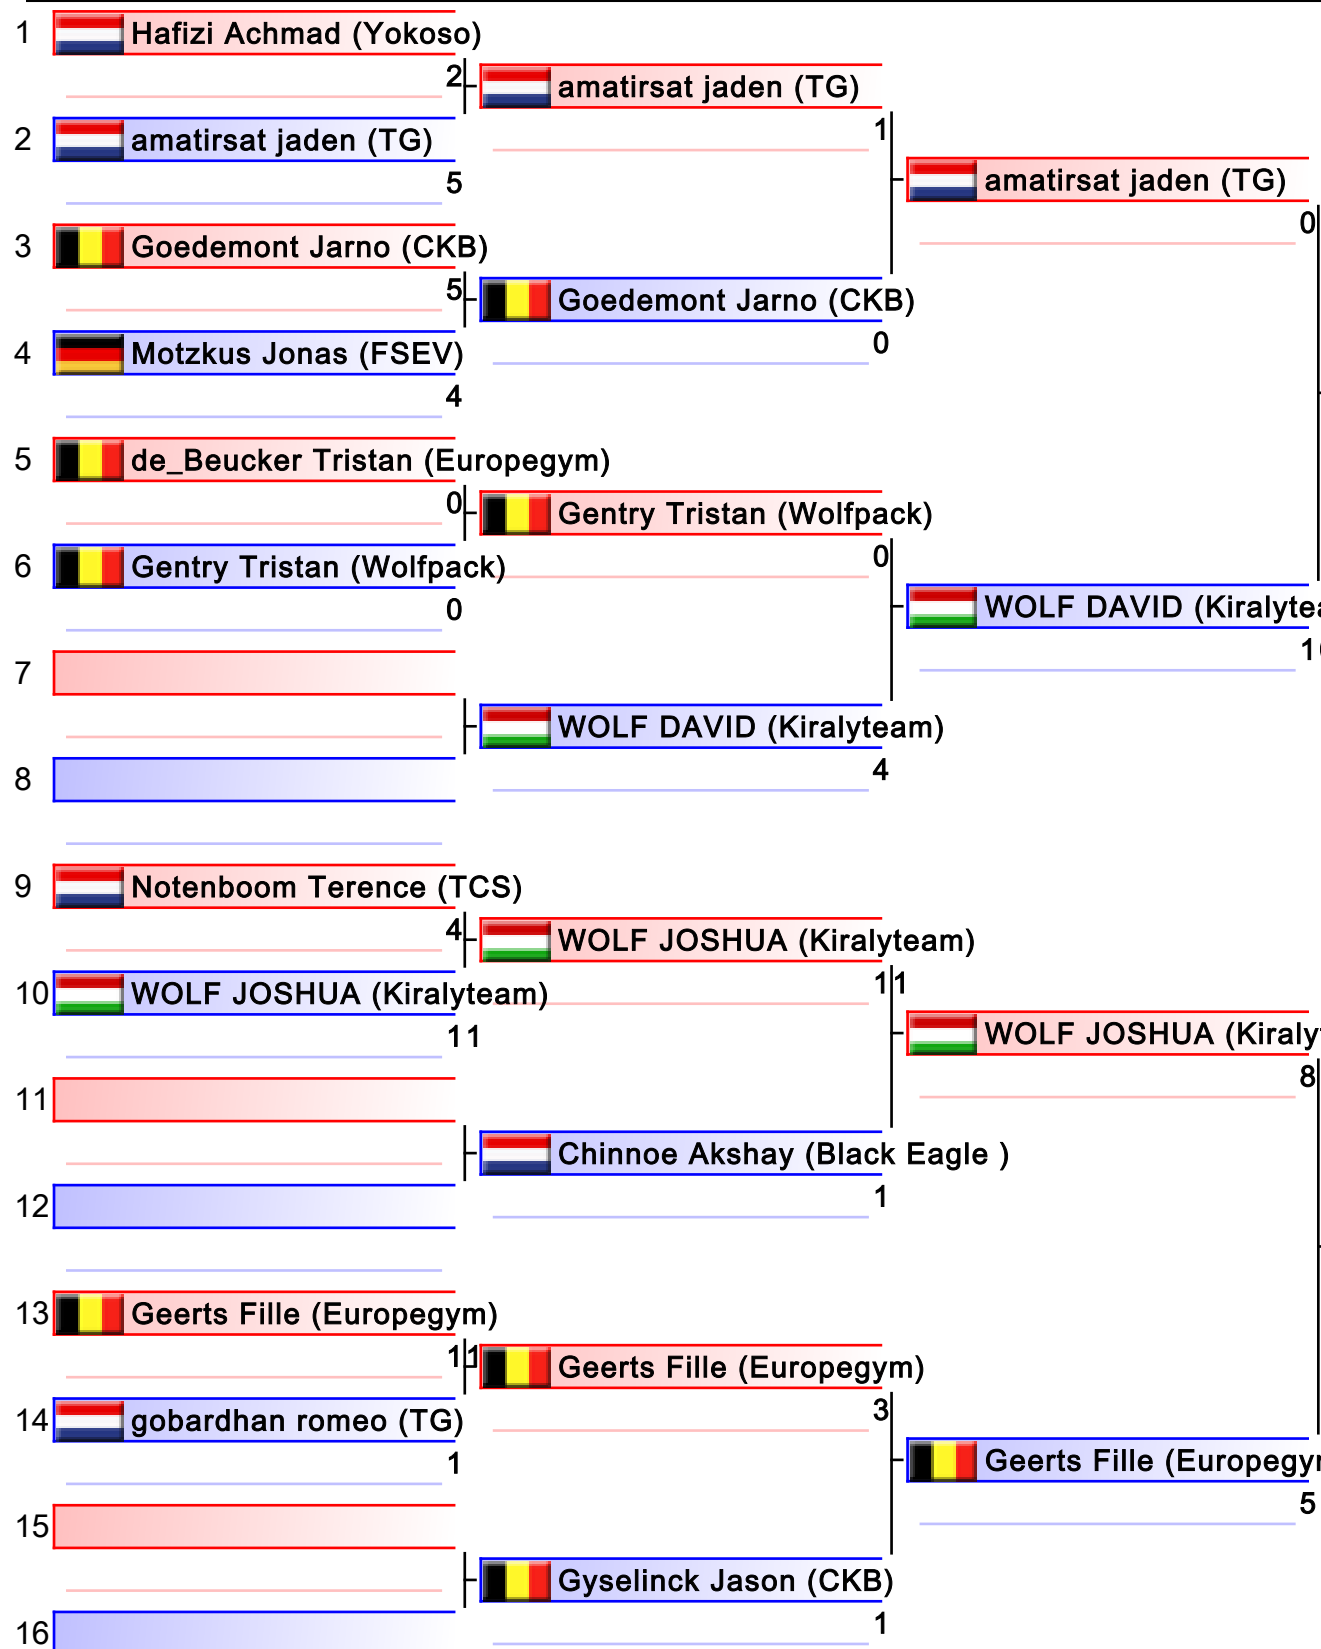 1 Hafizi Achmad (Yokoso)
2 amatirsat jaden (TG)
1
2 amatirsat jaden (TG)
5
amatirsat jaden (TG)
0
3 Goedemont Jarno (CKB)
5 Goedemont Jarno (CKB)
0
4 Motzkus Jonas (FSEV)
4
5 de_Beucker Tristan (Europegym)
0 Gentry Tristan (Wolfpack)
0
6 Gentry Tristan (Wolfpack)
0
WOLF DAVID (Kiralytea
1
7
WOLF DAVID (Kiralyteam)
4
8
9 Notenboom Terence (TCS)
4 WOLF JOSHUA (Kiralyteam)
11
10 WOLF JOSHUA (Kiralyteam)
11
WOLF JOSHUA (Kiraly
8
11
Chinnoe Akshay (Black Eagle )
1
12
13 Geerts Fille (Europegym)
11 Geerts Fille (Europegym)
3
14 gobardhan romeo (TG)
1
Geerts Fille (Europegy
5
15
Gyselinck Jason (CKB)
1
16